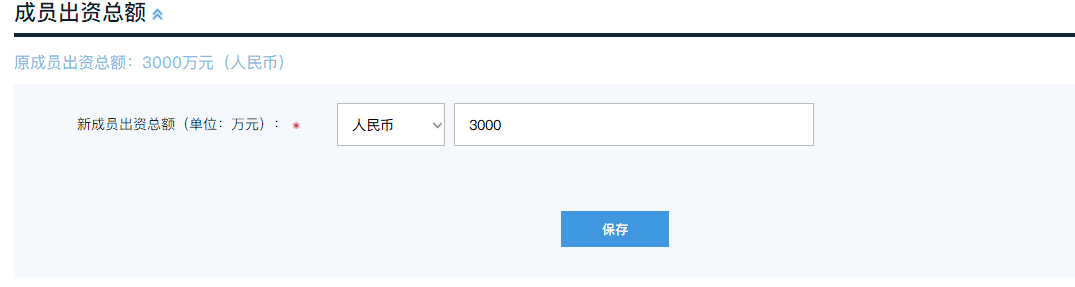 成员出资总额
原成员出资总额：3000万元（人民币）
新成员出资总额（单位：万元）： * 人民币 3000
保存